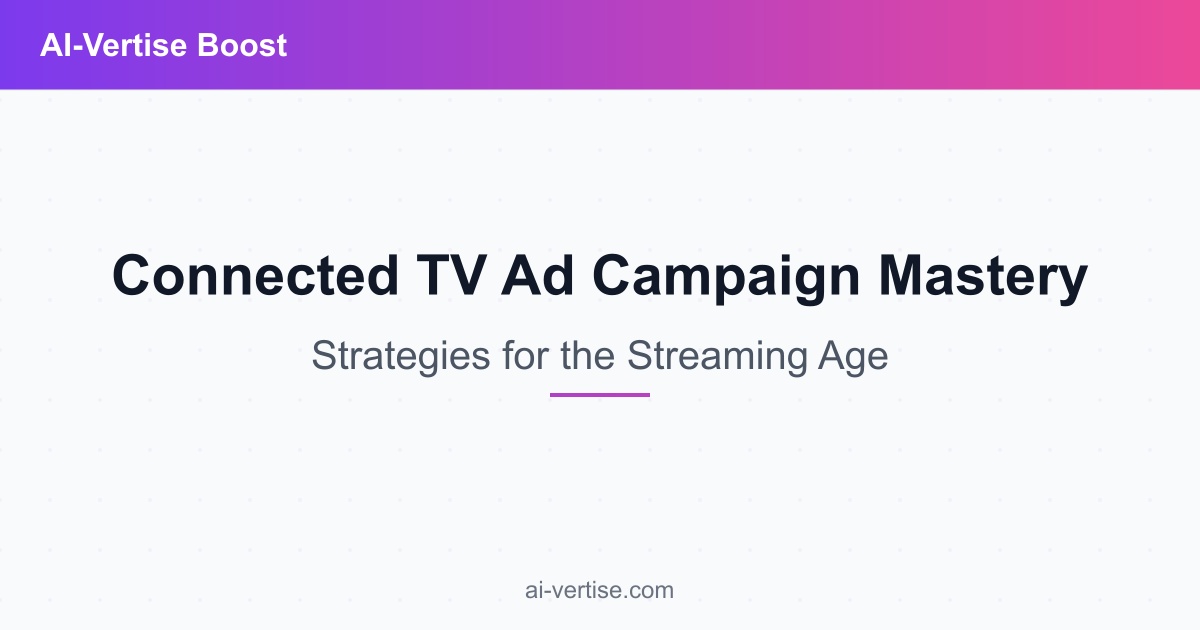 AI-Vertise Boost
Connected TV Ad Campaign Mastery
Strategies for the Streaming Age
ai-vertise.com